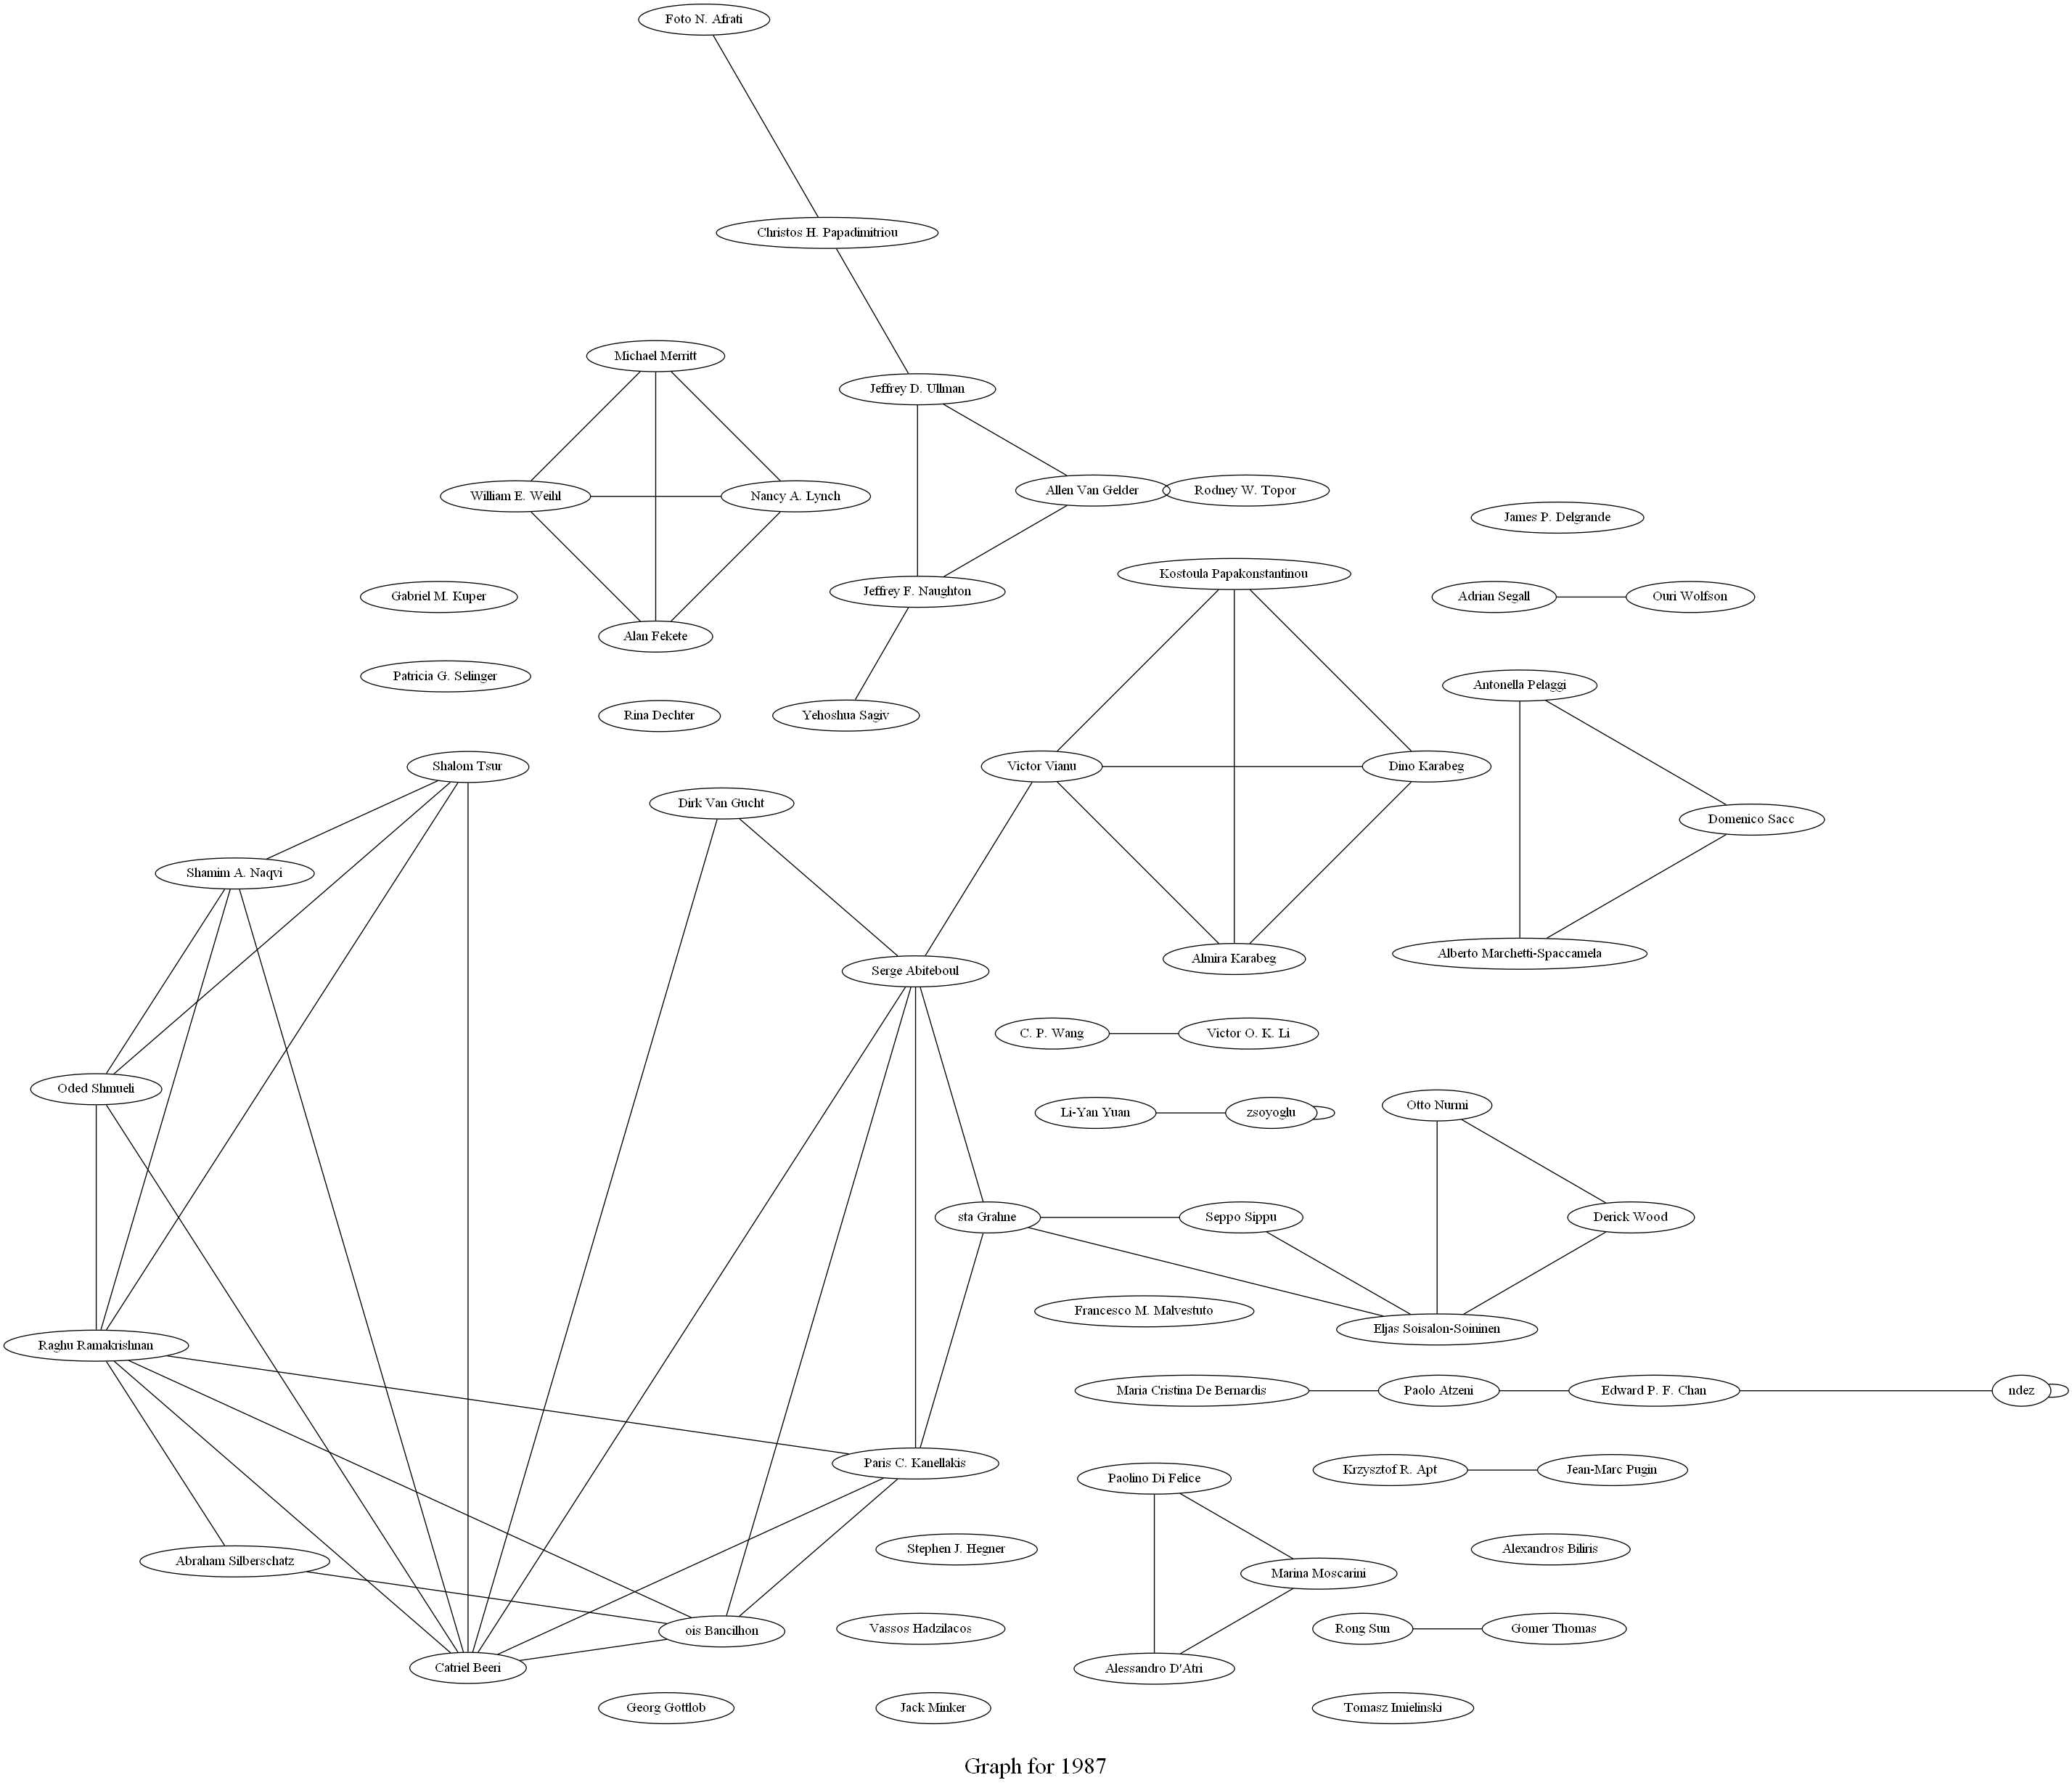 Foto N. Afrati
Christos H. Papadimitriou
Michael Merritt
Jeffrey D. Ullman
William E. Weihl
Nancy A. Lynch
Allen Van Gelder
Rodney W. Topor
James P. Delgrande
Kostoula Papakonstantinou
Gabriel M. Kuper
Jeffrey F. Naughton
Adrian Segall
Ouri Wolfson
Alan Fekete
Patricia G. Selinger
Antonella Pelaggi
Rina Dechter
Yehoshua Sagiv
Shalom Tsur
Victor Vianu
Dino Karabeg
Dirk Van Gucht
Domenico Sacc
Shamim A. Naqvi
Alberto Marchetti-Spaccamela
Almira Karabeg
Serge Abiteboul
C. P. Wang
Victor O. K. Li
Oded Shmueli
Li-Yan Yuan
zsoyoglu
Otto Nurmi
sta Grahne
Seppo Sippu
Derick Wood
Francesco M. Malvestuto
Eljas Soisalon-Soininen
Raghu Ramakrishnan
Maria Cristina De Bernardis
Paolo Atzeni
Edward P. F. Chan
ndez
Paris C. Kanellakis
Krzysztof R. Apt
Jean-Marc Pugin
Paolino Di Felice
Stephen J. Hegner
Alexandros Biliris
Abraham Silberschatz
Marina Moscarini
ois Bancilhon
Vassos Hadzilacos
Rong Sun
Gomer Thomas
Catriel Beeri
Alessandro D'Atri
Georg Gottlob
Jack Minker
Tomasz Imielinski
Graph for 1987